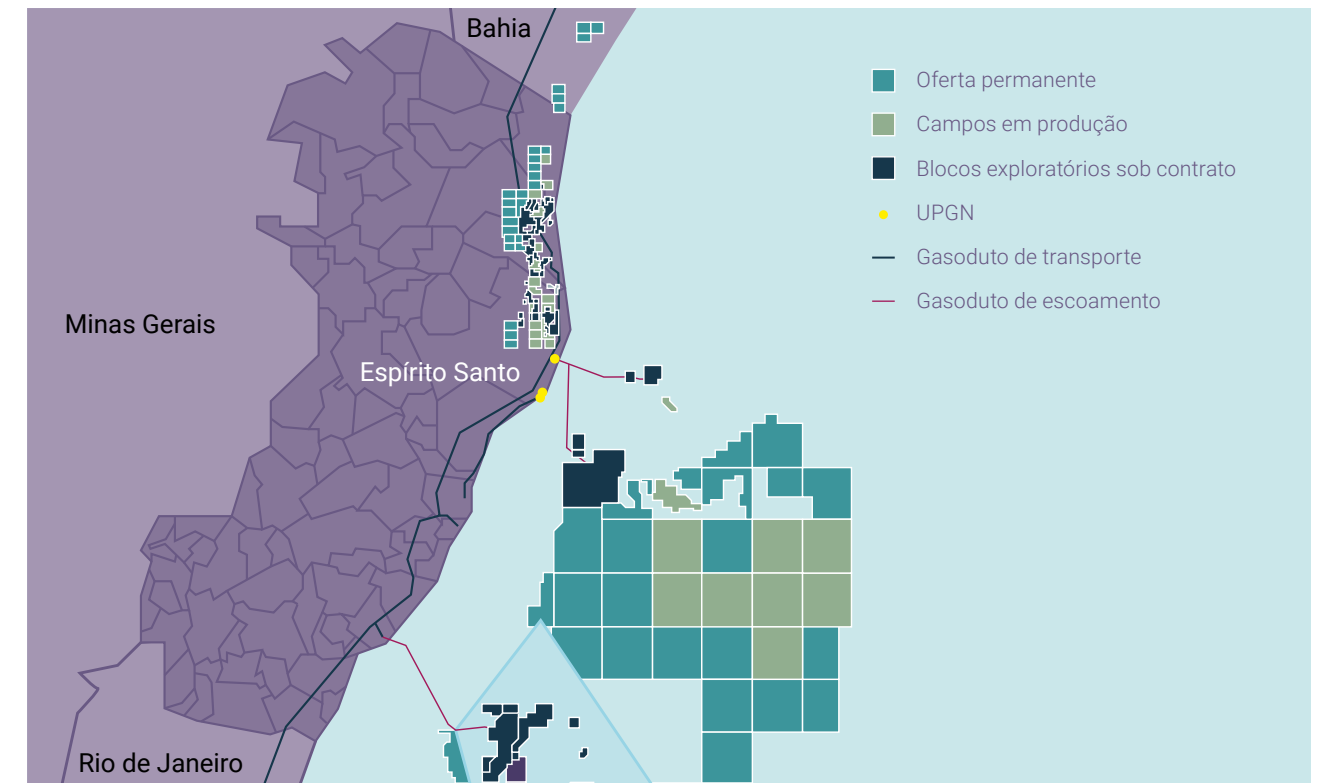 Bahia
Oferta permanente
Campos em produção
Blocos exploratórios sob contrato
UPGN
Gasoduto de transporte
Gasoduto de escoamento
Minas Gerais
Espírito Santo
Rio de Janeiro